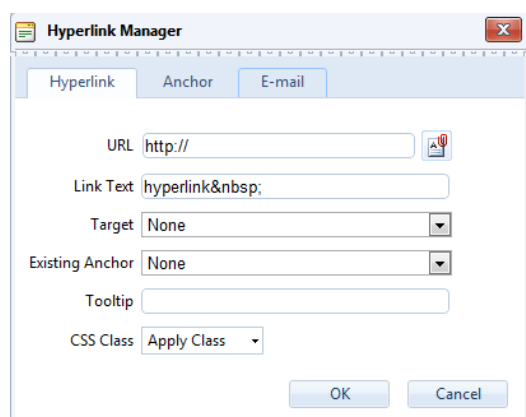 Hyperlink Manager
Hyperlink Anchor E-mail
URL http://
Link Text hyperlink&nbsp;
Target None
Existing Anchor None
Tooltip
CSS Class Apply Class
OK Cancel